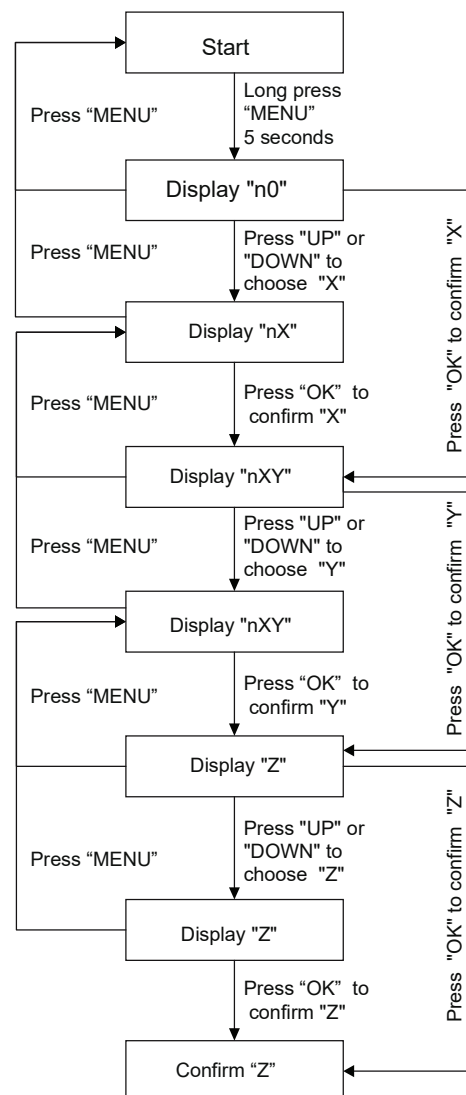 Start
Long press
“MENU”
5 seconds
Press “MENU”
Display "n0"
Press "UP" or
"DOWN" to
choose "X"
Press “MENU”
Press "OK" to confirm "X"
Display "nX"
Press “OK” to
confirm "X"
Press “MENU”
Display "nXY"
Press "UP" or
"DOWN" to
choose "Y"
Press “MENU”
Press "OK" to confirm "Y"
Display "nXY"
Press “OK” to
confirm "Y"
Press “MENU”
Display "Z"
Press "UP" or
"DOWN" to
choose "Z"
Press “MENU”
Press "OK" to confirm "Z"
Display "Z"
Press “OK” to
confirm "Z"
Confirm “Z”